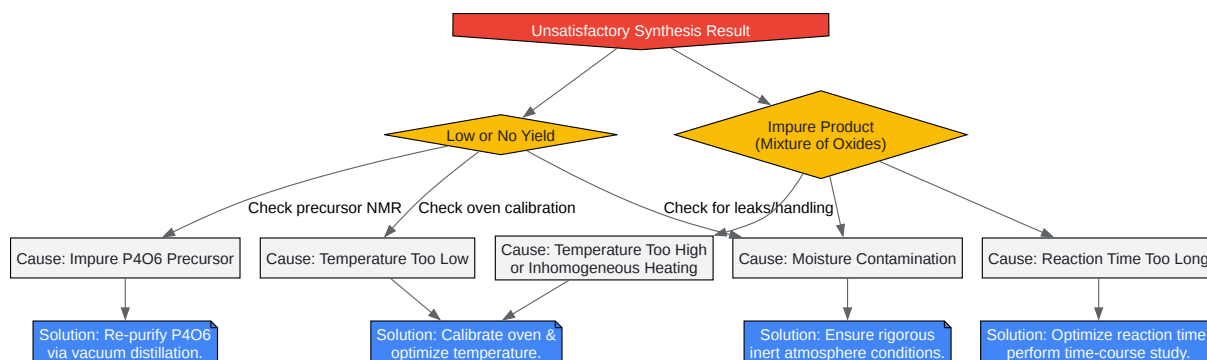 Unsatisfactory Synthesis Result
Low or No Yield
Impure Product
(Mixture of Oxides)
Check precursor NMR
Check oven calibration
Check for leaks/handling
Cause: Impure P4O6 Precursor
Cause: Temperature Too Low
Cause: Temperature Too High
or Inhomogeneous Heating
Cause: Moisture Contamination
Cause: Reaction Time Too Long
Solution: Re-purify P4O6
via vacuum distillation.
Solution: Calibrate oven &
optimize temperature.
Solution: Ensure rigorous
inert atmosphere conditions.
Solution: Optimize reaction time;
perform time-course study.